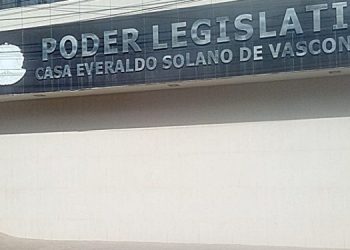 PODER LEGISLATI
CASA EVERALDO SOLANO DE VASCON